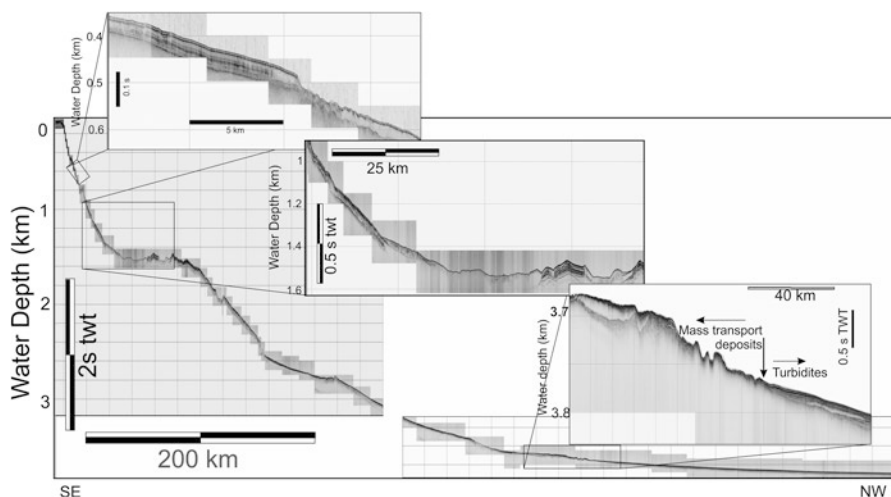 Water Depth (km)
0.4
0.5
0.6
0.1 s
5 km
Water Depth (km)
0
1
2
3
2s twt
200 km
Water Depth (km)
1
1.2
1.4
1.6
0.5 s twt
25 km
Water depth (km)
3.7
3.8
40 km
0.5 s TWT
Mass transport
deposits
Turbidites
SE
NW